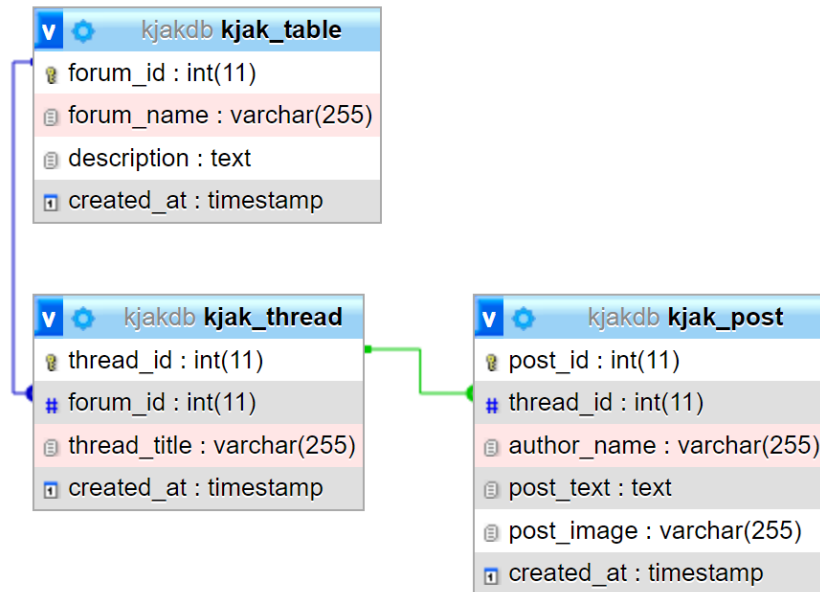 v kjakdb kjak_table
forum_id : int(11)
forum_name : varchar(255)
description : text
created_at : timestamp
v kjakdb kjak_thread
thread_id : int(11)
# forum_id : int(11)
thread_title : varchar(255)
created_at : timestamp
v kjakdb kjak_post
post_id : int(11)
# thread_id : int(11)
author_name : varchar(255)
post_text : text
post_image : varchar(255)
created_at : timestamp